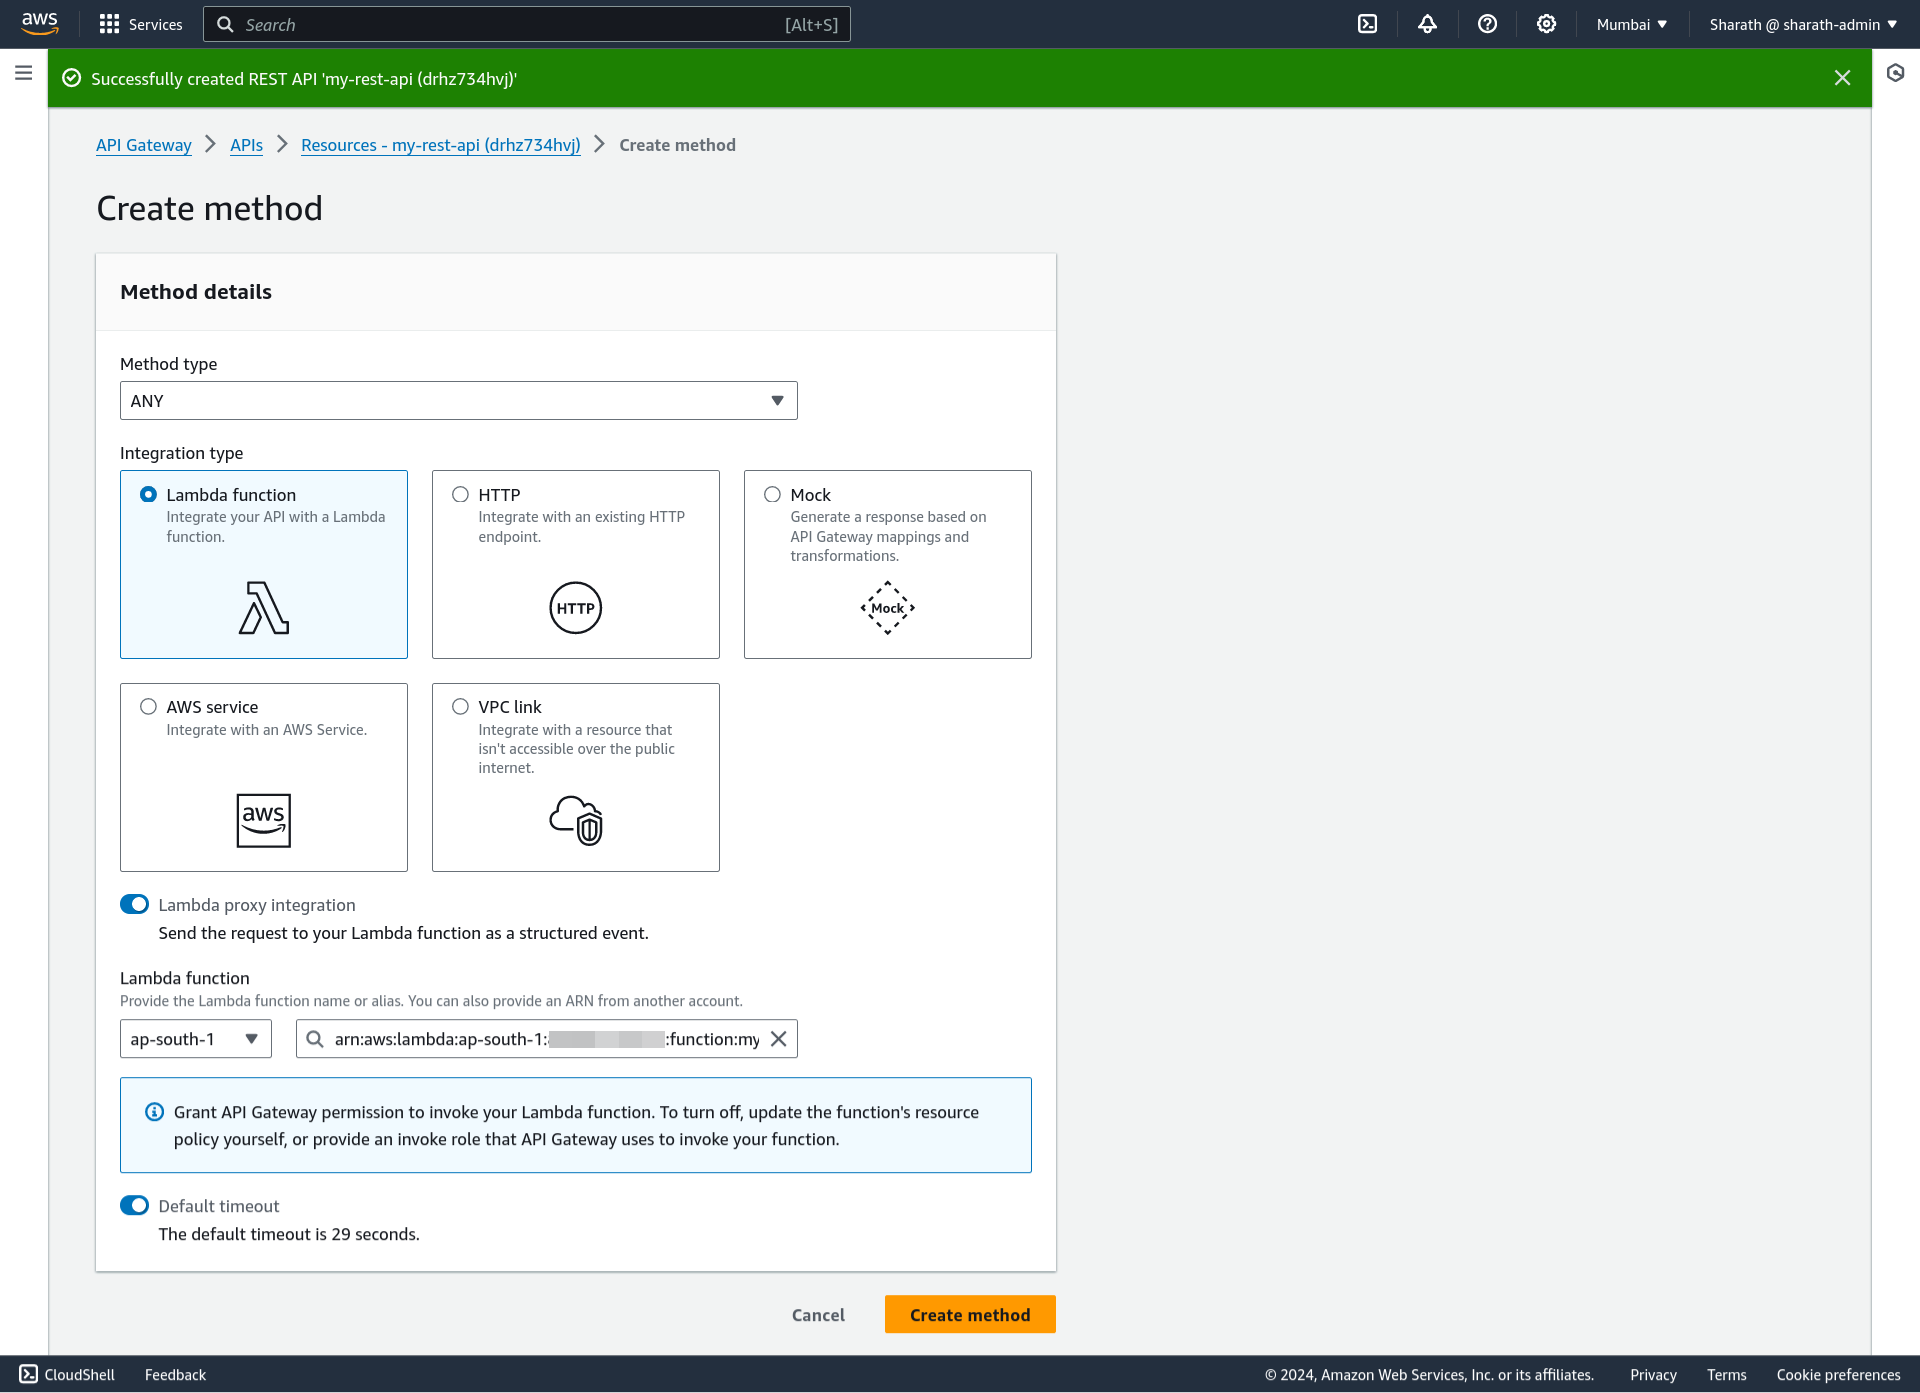 aws
Services
Search
[Alt+S]
Mumbai
Sharath @ sharath-admin
Successfully created REST API 'my-rest-api (drhz734hvj)'
API Gateway
APIs
Resources - my-rest-api (drhz734hvj)
Create method
Create method
Method details
Method type
ANY
Integration type
Lambda function
Integrate your API with a Lambda
function.
HTTP
Integrate with an existing HTTP
endpoint.
HTTP
Mock
Generate a response based on
API Gateway mappings and
transformations.
Mock
AWS service
Integrate with an AWS Service.
aws
VPC link
Integrate with a resource that
isn't accessible over the public
internet.
Lambda proxy integration
Send the request to your Lambda function as a structured event.
Lambda function
Provide the Lambda function name or alias. You can also provide an ARN from another account.
ap-south-1
arn:aws:lambda:ap-south-1: :function:my
Grant API Gateway permission to invoke your Lambda function. To turn off, update the function's resource
policy yourself, or provide an invoke role that API Gateway uses to invoke your function.
Default timeout
The default timeout is 29 seconds.
Cancel
Create method
CloudShell
Feedback
© 2024, Amazon Web Services, Inc. or its affiliates.
Privacy
Terms
Cookie preferences